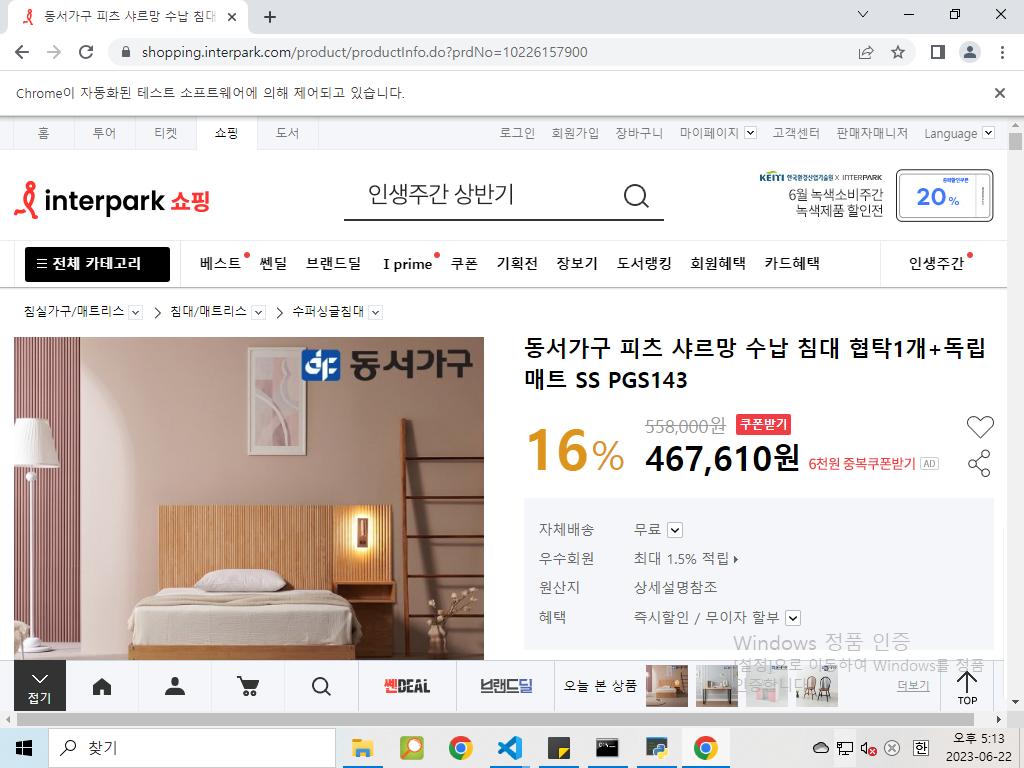 동서가구 피츠 샤르망 수납 침대
shopping.interpark.com/product/productInfo.do?prdNo=10226157900
Chrome이 자동화된 테스트 소프트웨어에 의해 제어되고 있습니다.
홈 투어 티켓 쇼핑 도서 로그인 회원가입 장바구니 마이페이지 고객센터 판매자매니저 Language
interpark 쇼핑 인생주간 상반기
KEITI 한국환경산업기술원 X INTERPARK
6월 녹색소비주간
녹색제품 할인전
20%
전체 카테고리 베스트 쎈딜 브랜드딜 I prime 쿠폰 기획전 장보기 도서랭킹 회원혜택 카드혜택 인생주간
침실가구/매트리스 침대/매트리스 수퍼싱글침대
동서가구
동서가구 피츠 샤르망 수납 침대 협탁1개+독립
매트 SS PGS143
16% 558,000원 쿠폰받기
467,610원 6천원 중복쿠폰받기 AD
자체배송 무료
우수회원 최대 1.5% 적립
원산지 상세설명참조
혜택 즉시할인 / 무이자 할부
Windows 정품 인증
[설정]으로 이동하여 Windows를 정품
인증합니다
접기 쎈DEAL 브랜드딜 오늘 본 상품 더보기 TOP
찾기 한 오후 5:13
2023-06-22